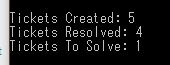 Tickets Created: 5
Tickets Resolved: 4
Tickets To Solve: 1